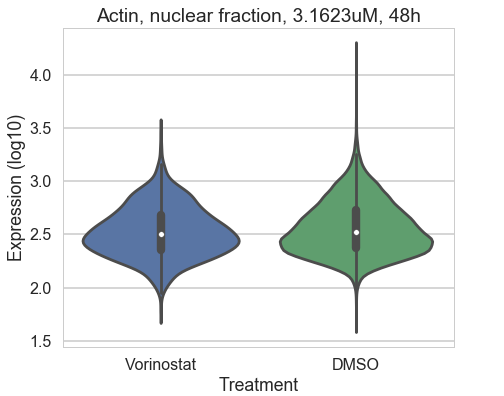 Actin, nuclear fraction, 3.1623uM, 48h
Expression (log10)
4.0
3.5
3.0
2.5
2.0
1.5
Vorinostat DMSO
Treatment